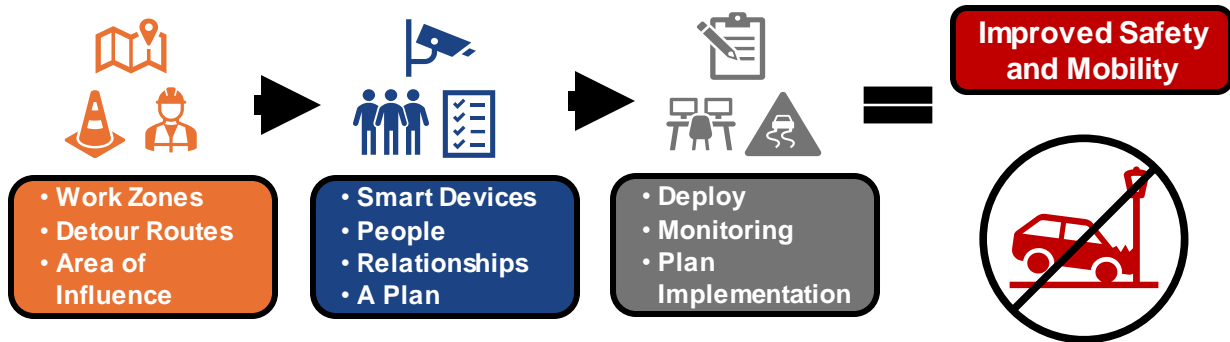 • Work Zones
• Detour Routes
• Area of
Influence
• Smart Devices
• People
• Relationships
• A Plan
• Deploy
• Monitoring
• Plan
Implementation
Improved Safety
and Mobility